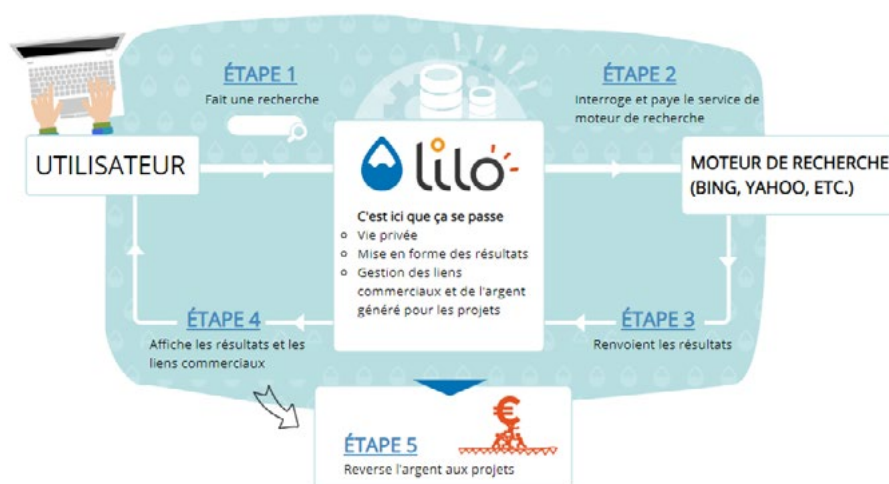 ÉTAPE 1
Fait une recherche
ÉTAPE 2
Interroge et paye le service de
moteur de recherche
UTILISATEUR
lilo
C'est ici que ça se passe
Vie privée
Mise en forme des résultats
Gestion des liens
commerciaux et de l'argent
généré pour les projets
MOTEUR DE RECHERCHE
(BING, YAHOO, ETC.)
ÉTAPE 4
Affiche les résultats et les
liens commerciaux
ÉTAPE 3
Renvoient les résultats
€
ÉTAPE 5
Reverse l'argent aux projets